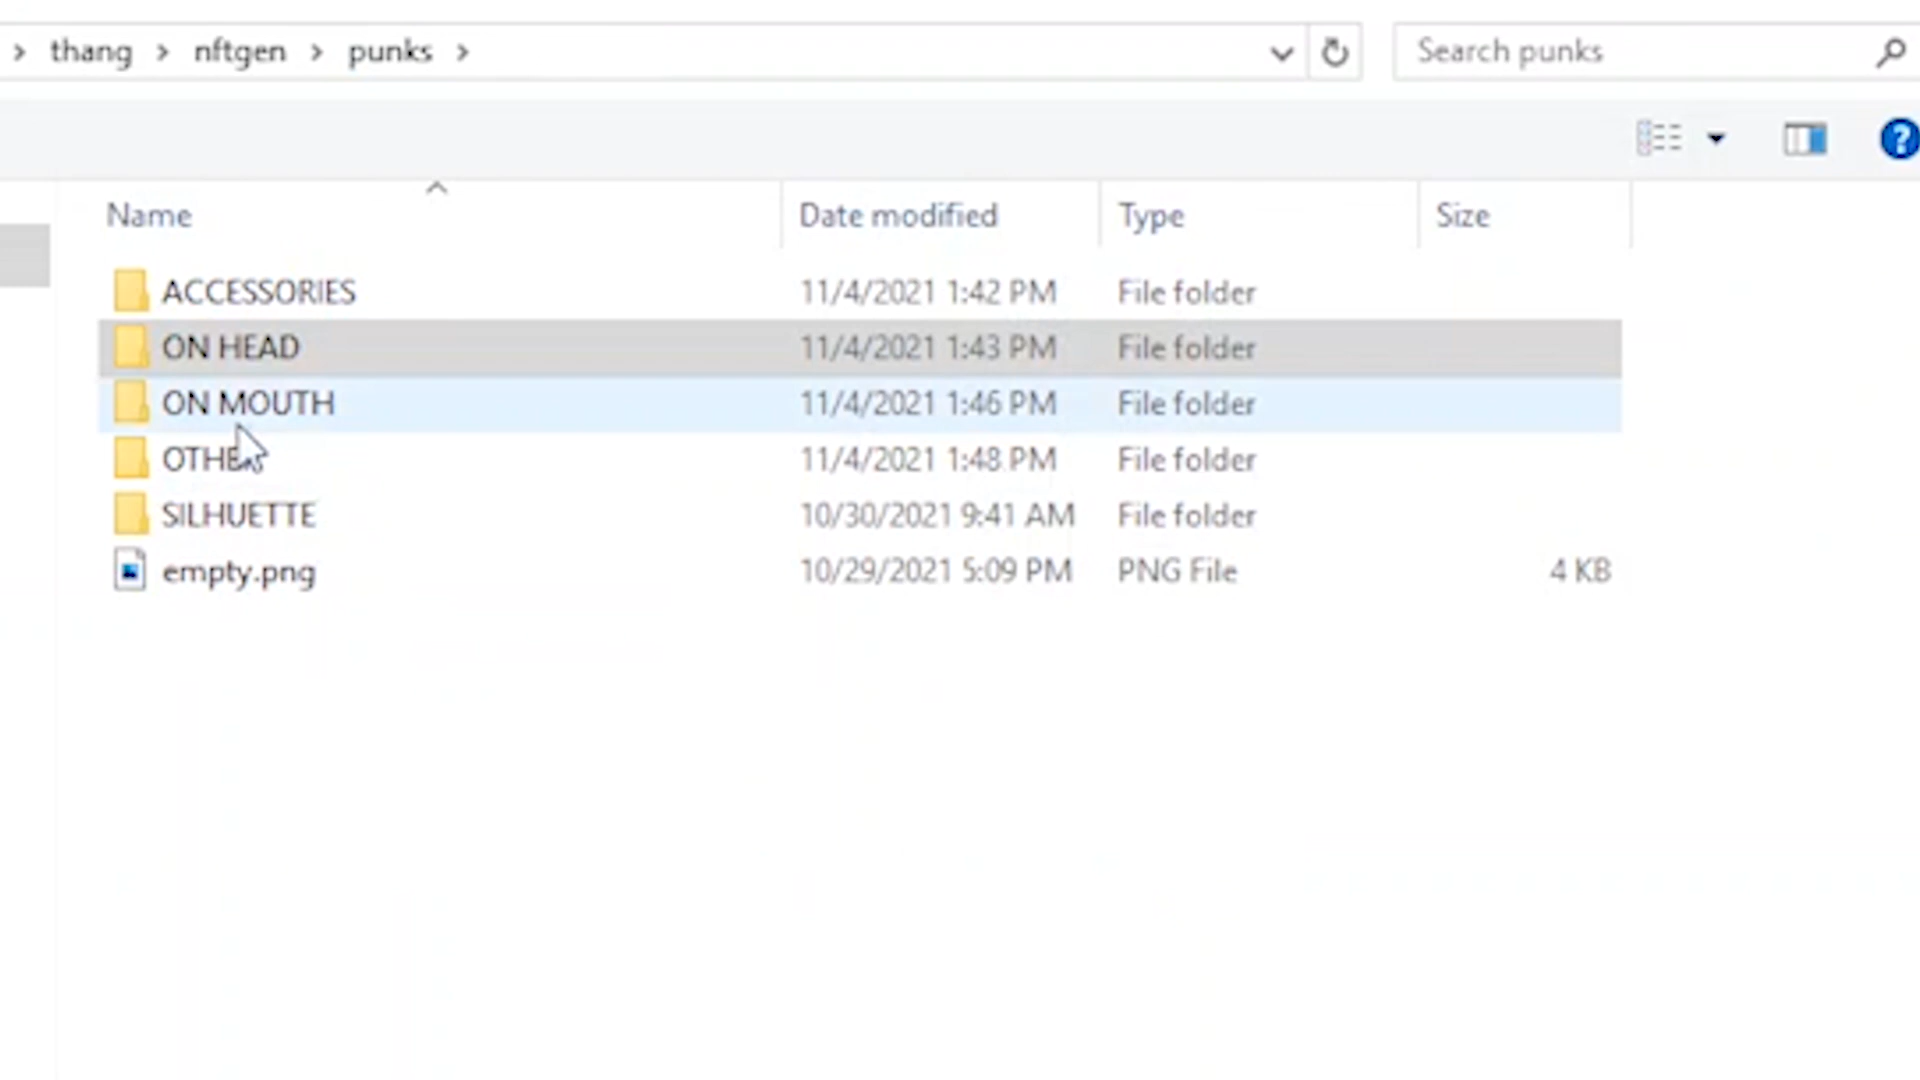 thang nftgen punks Search punks
Name Date modified Type Size
ACCESSORIES 11/4/2021 1:42 PM File folder
ON HEAD 11/4/2021 1:43 PM File folder
ON MOUTH 11/4/2021 1:46 PM File folder
11/4/2021 1:48 PM File folder
SILHUETTE 10/30/2021 9:41 AM File folder
empty.png 10/29/2021 5:09 PM PNG File 4 KB